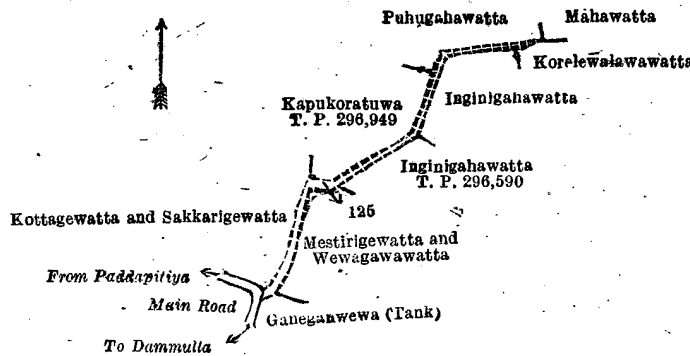 Puhugahawatta
Mahawatta
Korelewalawawatta
Kapukoratuwa
T. P. 296,949
Inginigahawatta
Inginigahawatta
T. P. 296,590
125
Kottagewatta and Sakkarigewatta
Mestirigewatta and
Wewagawawatta
From Paddapitiya
Main Road
Ganeganwewa (Tank)
To Dammulla